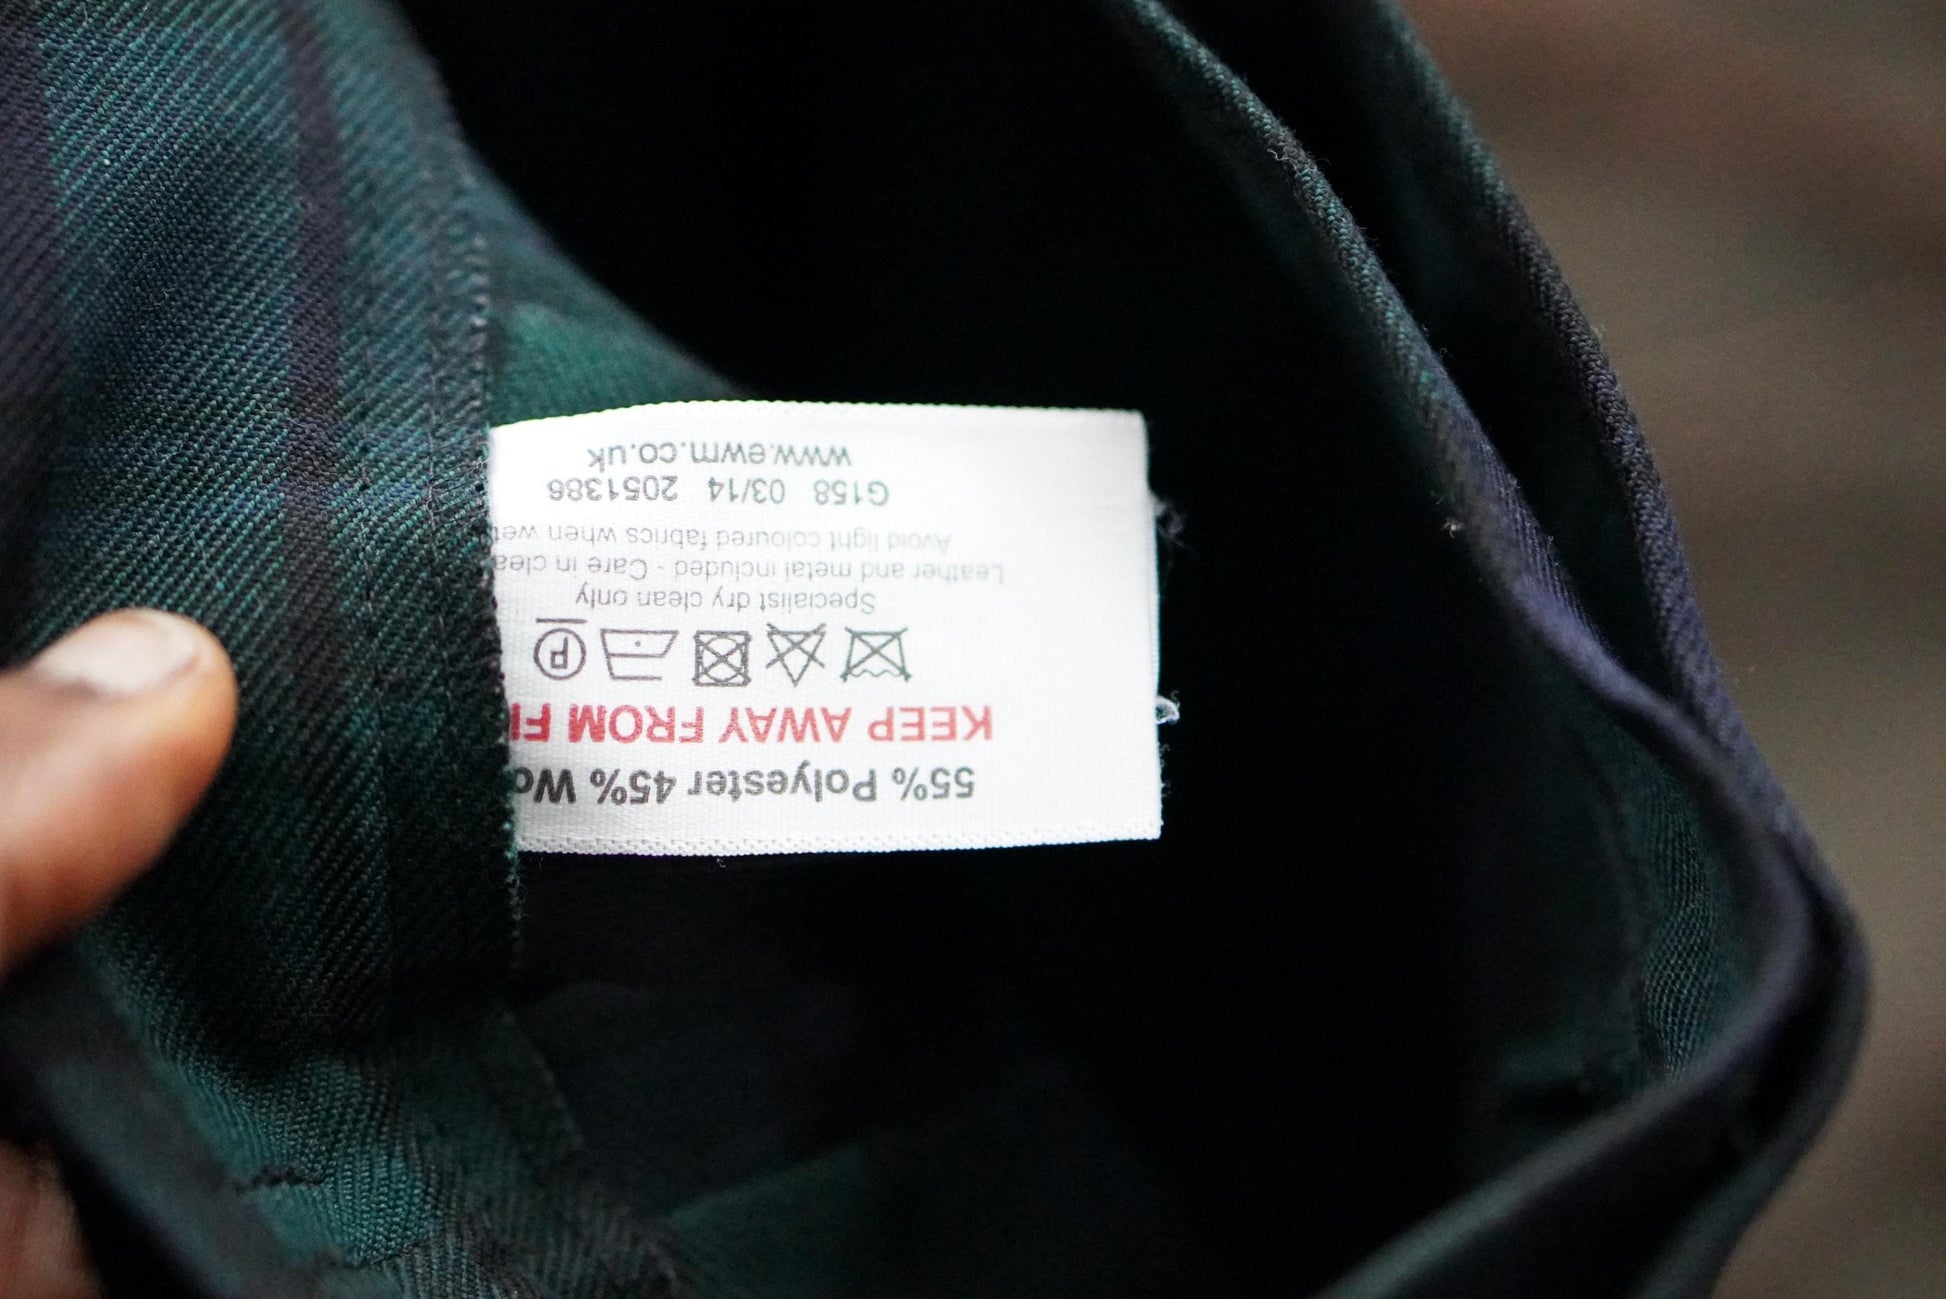 55% Polyester 45% Wo
KEEP AWAY FROM FI
Specialist dry clean only
Leather and metal included - Care in clea
Avoid light coloured fabrics when wet
G158 03/14 2051386
www.ewm.co.uk